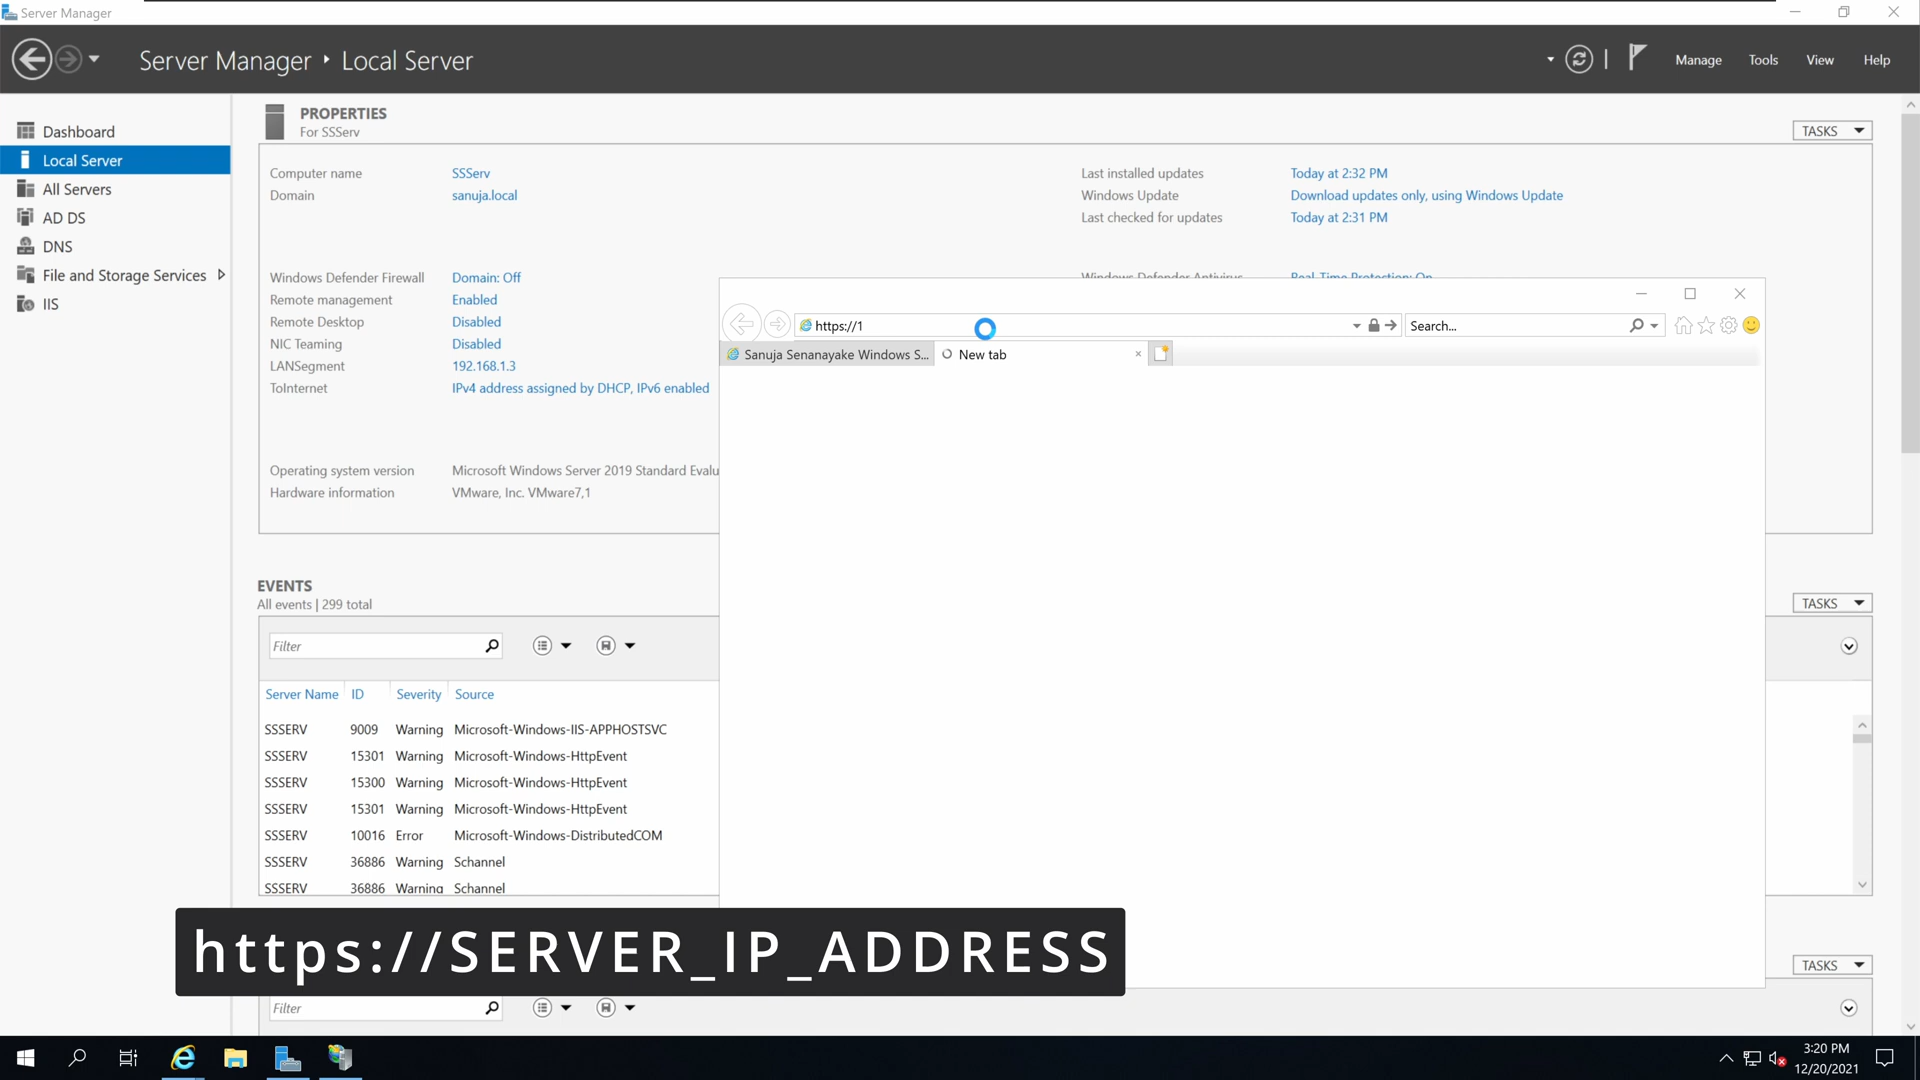 Server Manager
Server Manager ‣ Local Server
Manage Tools View Help
Dashboard
Local Server
All Servers
AD DS
DNS
File and Storage Services
IIS
PROPERTIES
For SSServ
TASKS
Computer name SSServ
Domain sanuja.local
Last installed updates Today at 2:32 PM
Windows Update Download updates only, using Windows Update
Last checked for updates Today at 2:31 PM
Windows Defender Firewall Domain: Off
Remote management Enabled
Remote Desktop Disabled
NIC Teaming Disabled
LANSegment 192.168.1.3
ToInternet IPv4 address assigned by DHCP, IPv6 enabled
Windows Defender Antivirus Real-Time Protection: On
Operating system version Microsoft Windows Server 2019 Standard Evalu
Hardware information VMware, Inc. VMware7,1
https://1
Search...
Sanuja Senanayake Windows S...
New tab
EVENTS
All events | 299 total
TASKS
Filter
Server Name ID Severity Source
SSSERV 9009 Warning Microsoft-Windows-IIS-APPHOSTSVC
SSSERV 15301 Warning Microsoft-Windows-HttpEvent
SSSERV 15300 Warning Microsoft-Windows-HttpEvent
SSSERV 15301 Warning Microsoft-Windows-HttpEvent
SSSERV 10016 Error Microsoft-Windows-DistributedCOM
SSSERV 36886 Warning Schannel
SSSERV 36886 Warning Schannel
https://SERVER_IP_ADDRESS
TASKS
Filter
3:20 PM
12/20/2021